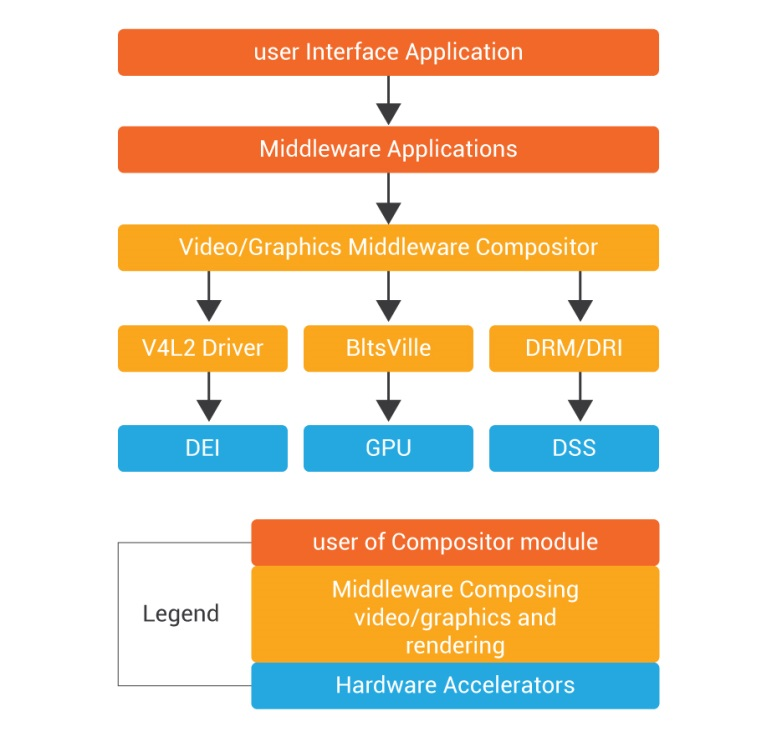 user Interface Application
Middleware Applications
Video/Graphics Middleware Compositor
V4L2 Driver
BltsVille
DRM/DRI
DEI
GPU
DSS
Legend
user of Compositor module
Middleware Composing
video/graphics and
rendering
Hardware Accelerators